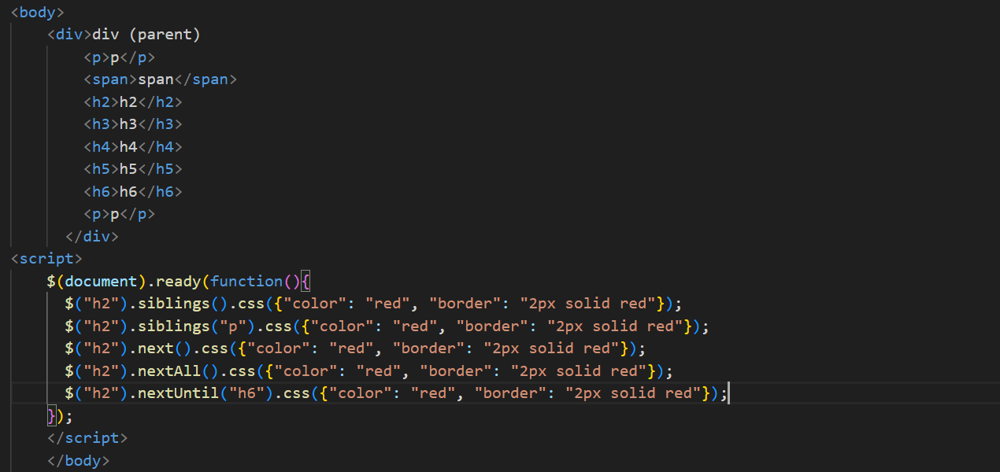 <body>
<div>div (parent)
<p>p</p>
<span>span</span>
<h2>h2</h2>
<h3>h3</h3>
<h4>h4</h4>
<h5>h5</h5>
<h6>h6</h6>
<p>p</p>
</div>
<script>
$(document).ready(function(){
$("h2").siblings().css({"color": "red", "border": "2px solid red"});
$("h2").siblings("p").css({"color": "red", "border": "2px solid red"});
$("h2").next().css({"color": "red", "border": "2px solid red"});
$("h2").nextAll().css({"color": "red", "border": "2px solid red"});
$("h2").nextUntil("h6").css({"color": "red", "border": "2px solid red"});
});
</script>
</body>